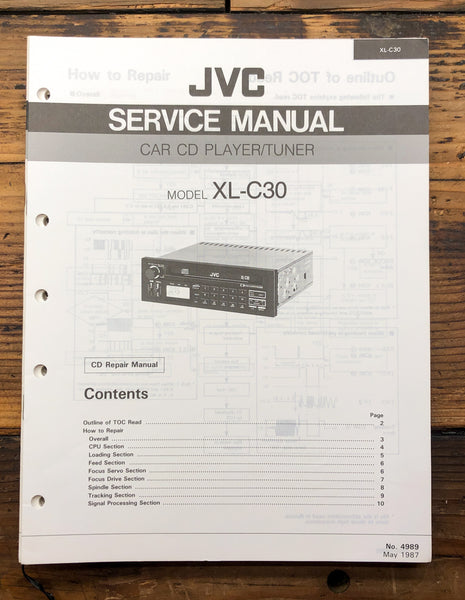 XL-C30
How to Repair
Outline of TOC Read
JVC
SERVICE MANUAL
CAR CD PLAYER/TUNER
MODEL XL-C30
JVC
CD Repair Manual
Contents
Page
Outline of TOC Read 2
How to Repair
Overall 3
CPU Section 4
Loading Section 5
Feed Section 6
Focus Servo Section 6
Focus Drive Section 7
Spindle Section 8
Tracking Section 9
Signal Processing Section 10
No. 4989
May 1987